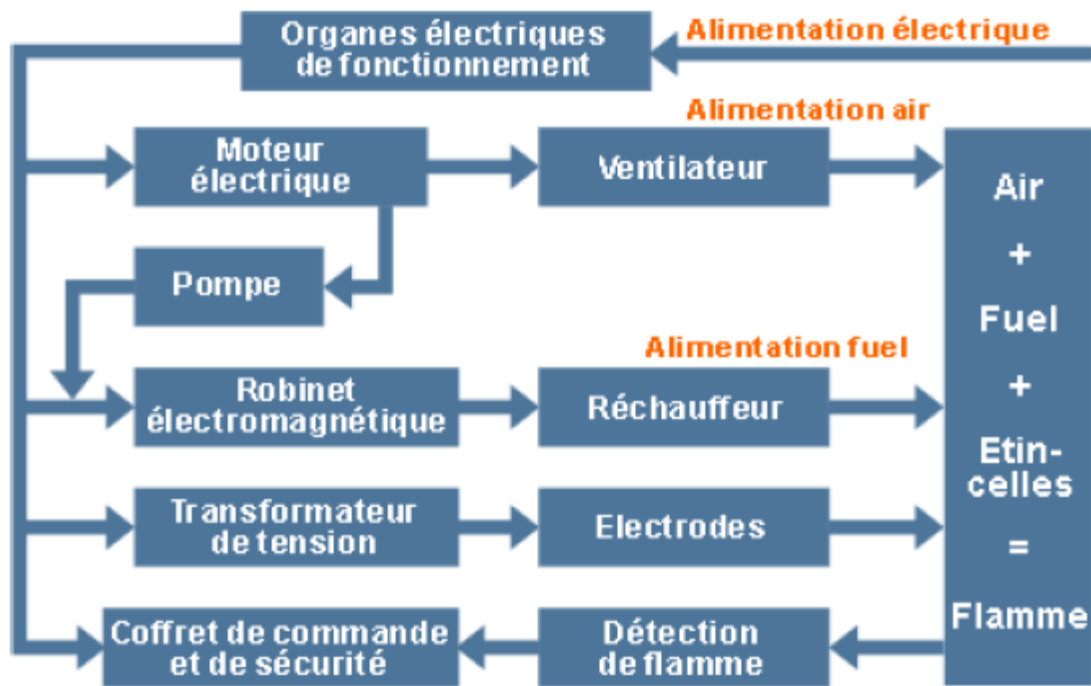 Organes électriques
de fonctionnement
Alimentation électrique
Alimentation air
Moteur
électrique
Ventilateur
Pompe
Alimentation fuel
Robinet
électromagnétique
Réchauffeur
Transformateur
de tension
Electrodes
Coffret de commande
et de sécurité
Détection
de flamme
Air
+
Fuel
+
Etin-
celles
=
Flamme